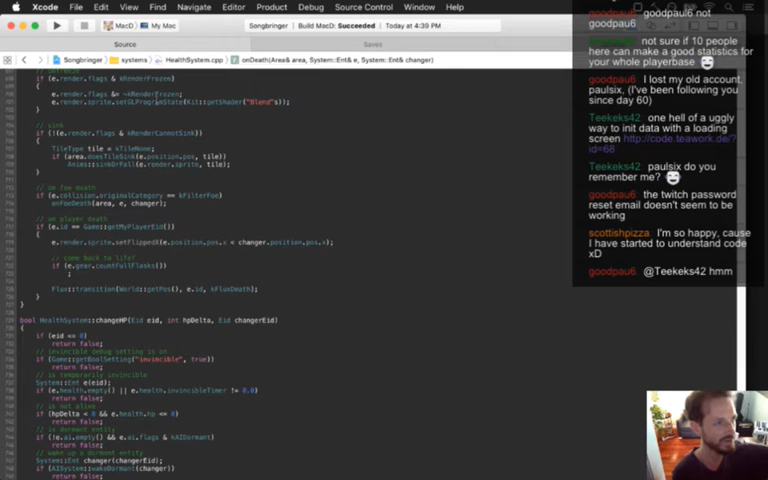 Xcode File Edit View Find Navigate Editor Product Debug Source Control Window Help
MacD My Mac
Songbringer Build MacD: Succeeded Today at 4:39 PM
Source Saves
Songbringer systems HealthSystem.cpp onDeath(Area& area, System::Ent& e, System::Ent& changer)
if (e.render.flags & kRenderFrozen)
{
e.render.flags &= ~kRenderFrozen;
e.render.sprite.setGLProgramState(Kit::getShader("Blend"s));
}
// sink
if (!(e.render.flags & kRenderCannotSink))
{
TileType tile = kTileNone;
if (area.doesTileSink(e.position.pos, tile))
Anims::sinkOrFall(e.render.sprite, tile);
}
// on foe death
if (e.collision.originalCategory == kFilterFoe)
onFoeDeath(area, e, changer);
// on player death
if (e.id == Game::getMyPlayerEid())
{
e.render.sprite.setFlippedX(e.position.pos.x < changer.position.pos.x);
// come back to life?
if (e.gear.countFullFlasks())
;
Flux::transition(World::getPos(), e.id, kFluxDeath);
}
}
bool HealthSystem::changeHP(Eid eid, int hpDelta, Eid changerEid)
{
if (eid <= 0)
return false;
// invincible debug setting is on
if (Game::getBoolSetting("invincible", true))
return false;
// is temporarily invincible
System::Ent e(eid);
if (e.health.empty() || e.health.invincibleTimer != 0.0)
return false;
// is not alive
if (hpDelta < 0 && e.health.hp <= 0)
return false;
// is dormant entity
if (!e.ai.empty() && e.ai.flags & kAIDormant)
return false;
// wake up a dormant entity
System::Ent changer(changerEid);
if (AISystem::wakeDormant(changer))
return false;
goodpau6 goodpau6 not
goodpau6
not sure if 10 people
here can make a good statistics for
your whole playerbase
goodpau6 I lost my old account,
paulsix, (I've been following you
since day 60)
Teekeks42 one hell of a uggly
way to init data with a loading
screen http://code.teawork.de/?
id=68
Teekeks42 paulsix do you
remember me?
goodpau6 the twitch password
reset email doesn't seem to be
working
scottishpizza I'm so happy, cause
I have started to understand code
xD
goodpau6 @Teekeks42 hmm